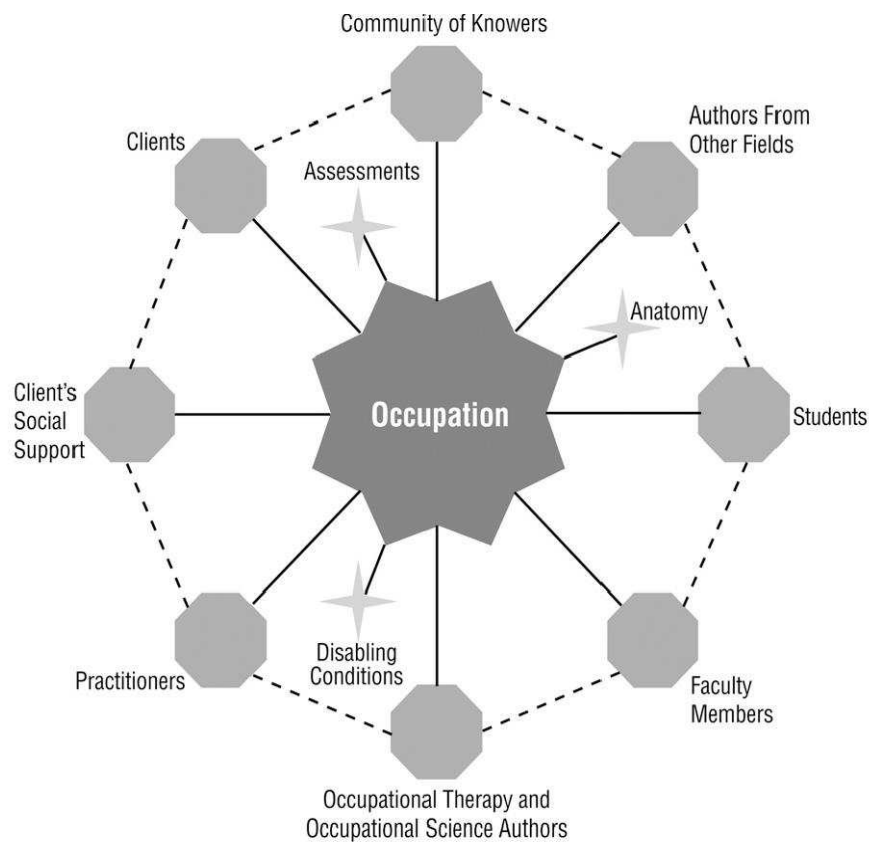 Community of Knowers
Authors From
Other Fields
Clients
Assessments
Anatomy
Client's
Social
Support
Occupation
Students
Practitioners
Disabling
Conditions
Faculty
Members
Occupational Therapy and
Occupational Science Authors